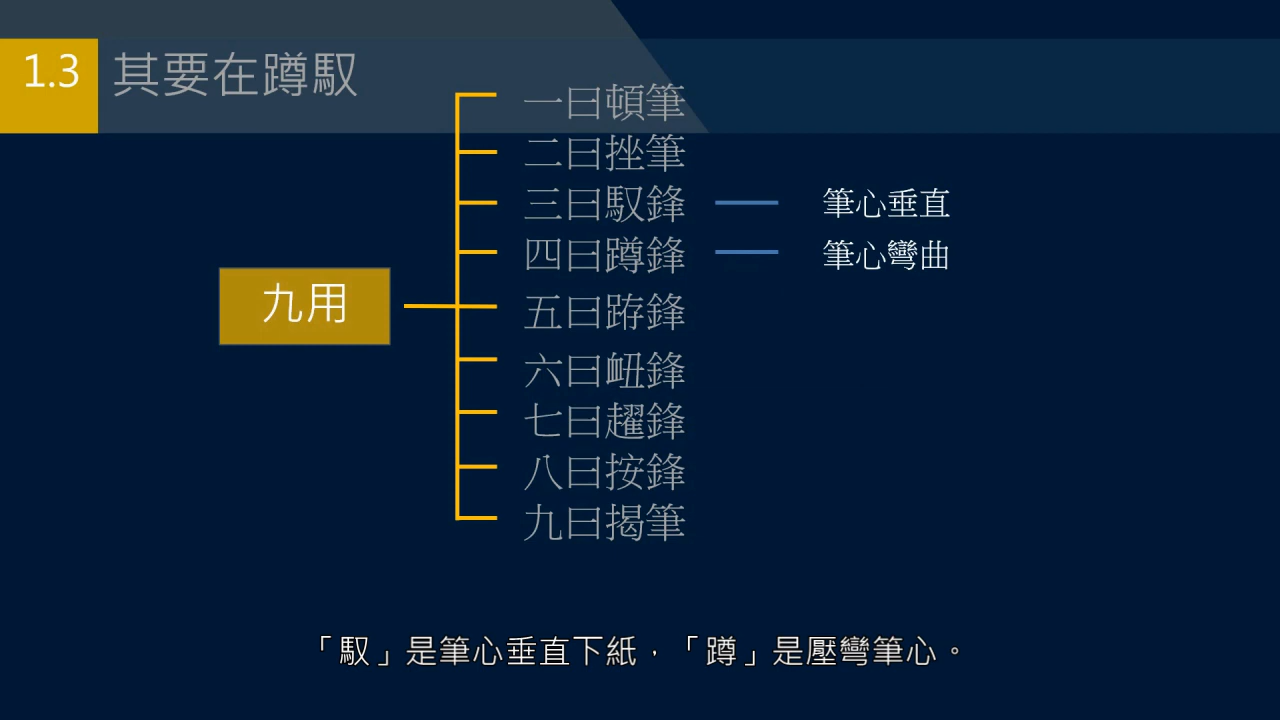 1.3 其要在蹲馭
一曰頓筆
二曰挫筆
三曰馭鋒 筆心垂直
四曰蹲鋒 筆心彎曲
九用
五曰跱鋒
六曰衄鋒
七曰趯鋒
八曰按鋒
九曰揭筆
「馭」是筆心垂直下紙，「蹲」是壓彎筆心。